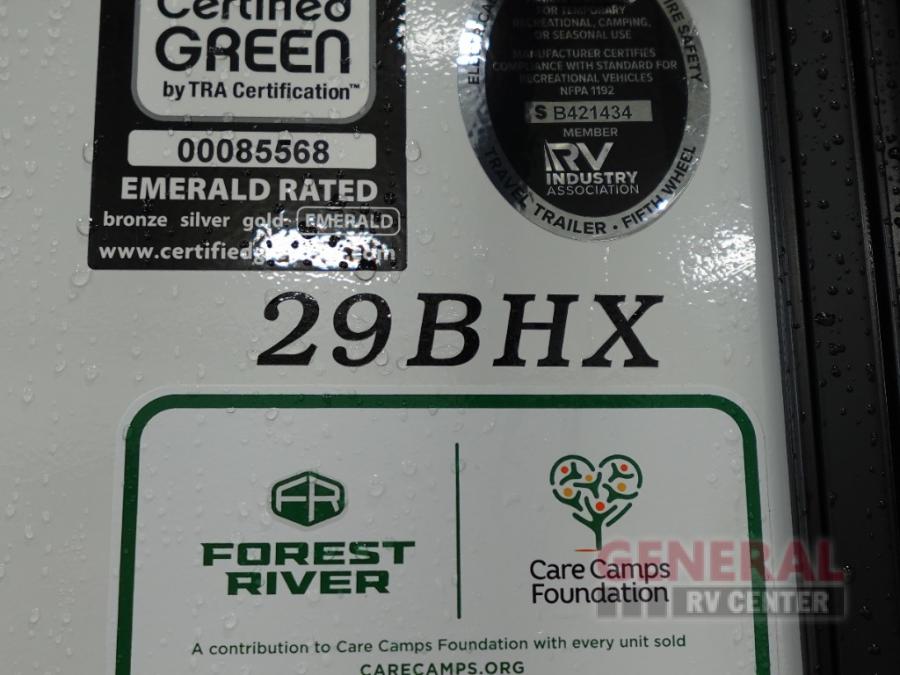 Certified
GREEN
by TRA Certification™
00085568
EMERALD RATED
bronze silver gold EMERALD
FOR TEMPORARY
RECREATIONAL, CAMPING,
OR SEASONAL USE
MANUFACTURER CERTIFIES
COMPLIANCE WITH STANDARD FOR
RECREATIONAL VEHICLES
NFPA 1192
S B421434
MEMBER
RV
INDUSTRY
ASSOCIATION
FIRE SAFETY
TRAVEL TRAILER • FIFTH WHEEL
29BHX
FR
FOREST
RIVER
Care Camps
Foundation
A contribution to Care Camps Foundation with every unit sold
CARECAMPS.ORG
GENERAL
RV CENTER